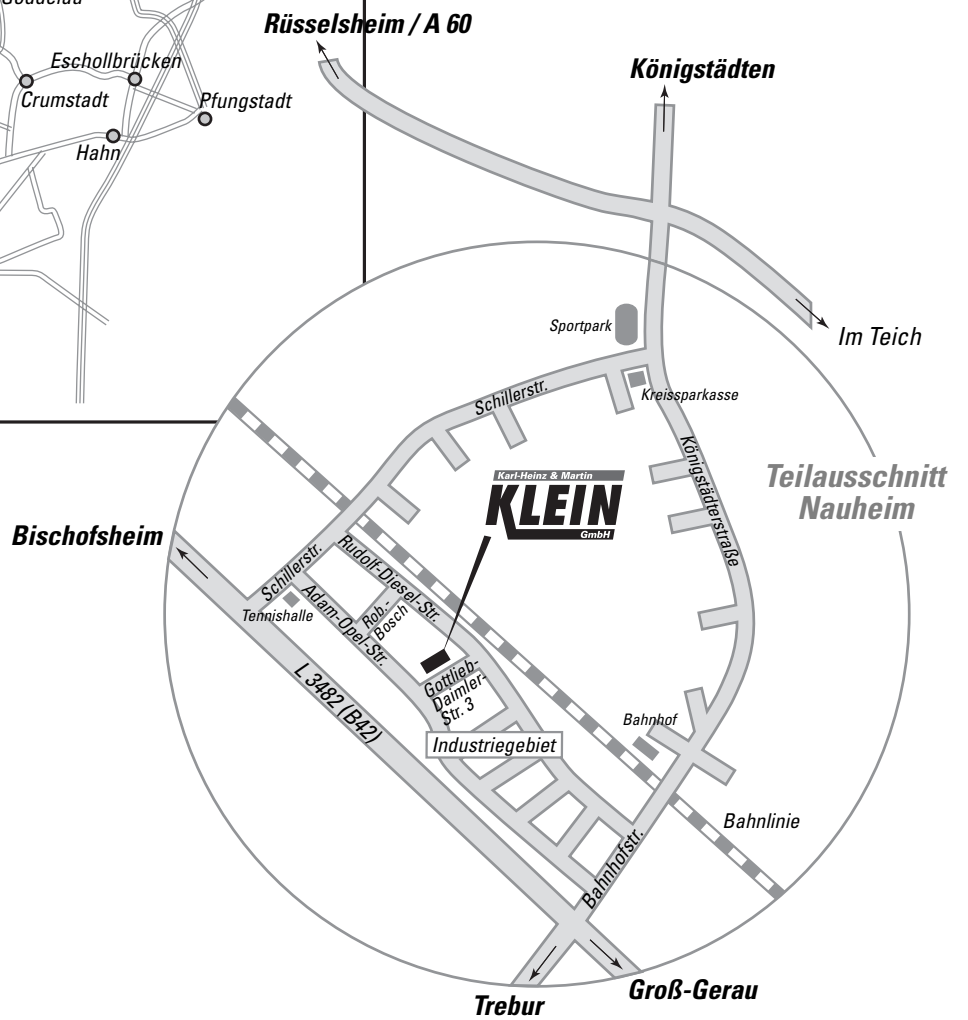 Rüsselsheim / A 60
Eschollbrücken
Crumstadt
Pfungstadt
Hahn
Königstädten
Im Teich
Sportpark
Kreissparkasse
Schillerstr.
Königstädterstraße
Teilausschnitt
Nauheim
Karl-Heinz & Martin
KLEIN
GmbH
Bischofsheim
Schillerstr.
Rudolf-Diesel-Str.
Tennishalle
Adam-Opel-Str.
Rob.-
Bosch
Gottlieb-
Daimler-
Str. 3
L 3482 (B42)
Industriegebiet
Bahnhof
Bahnlinie
Bahnhofstr.
Groß-Gerau
Trebur